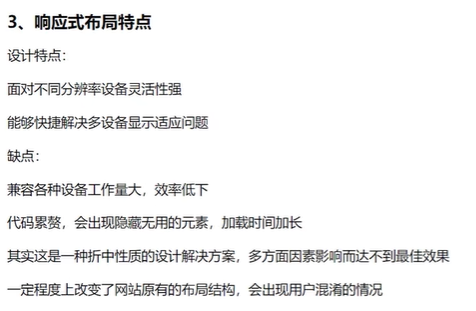 3、响应式布局特点
设计特点：
面对不同分辨率设备灵活性强
能够快捷解决多设备显示适应问题
缺点：
兼容各种设备工作量大，效率低下
代码累赘，会出现隐藏无用的元素，加载时间加长
其实这是一种折中性质的设计解决方案，多方面因素影响而达不到最佳效果
一定程度上改变了网站原有的布局结构，会出现用户混淆的情况